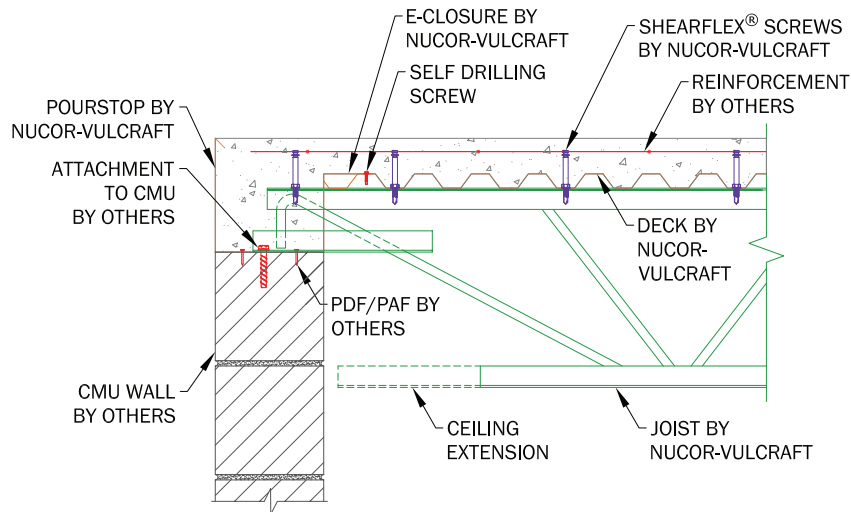 E-CLOSURE BY
NUCOR-VULCRAFT
SELF DRILLING
SCREW
SHEARFLEX® SCREWS
BY NUCOR-VULCRAFT
REINFORCEMENT
BY OTHERS
POURSTOP BY
NUCOR-VULCRAFT
ATTACHMENT
TO CMU
BY OTHERS
DECK BY
NUCOR-
VULCRAFT
PDF/PAF BY
OTHERS
CMU WALL
BY OTHERS
CEILING
EXTENSION
JOIST BY
NUCOR-VULCRAFT